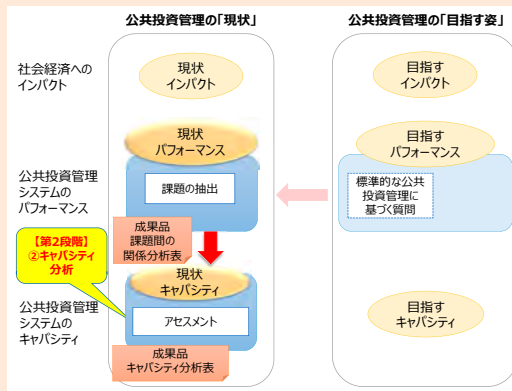 公共投資管理の「現状」
公共投資管理の「目指す姿」
社会経済への
インパクト
現状
インパクト
目指す
インパクト
現状
パフォーマンス
目指す
パフォーマンス
公共投資管理
システムの
パフォーマンス
課題の抽出
標準的な公共
投資管理に
基づく質問
成果品
課題間の
関係分析表
【第2段階】
②キャパシティ
分析
現状
キャパシティ
目指す
キャパシティ
公共投資管理
システムの
キャパシティ
アセスメント
成果品
キャパシティ分析表